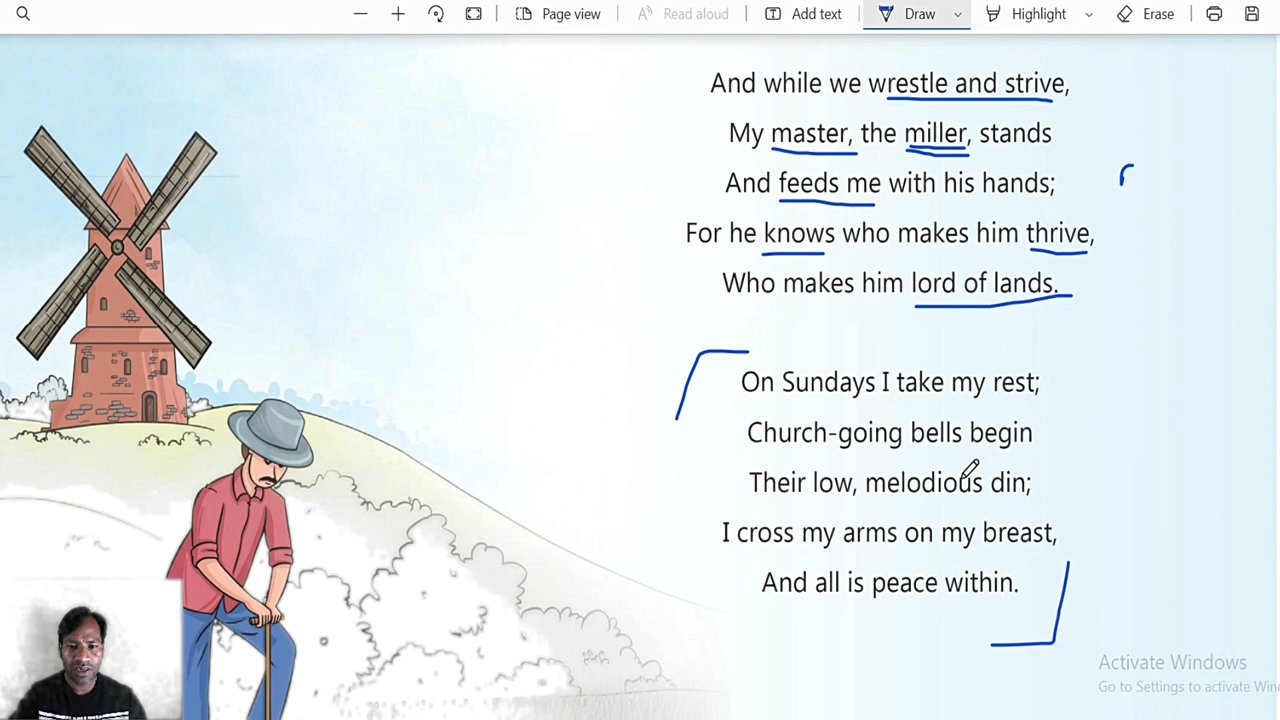 Page view
Read aloud
Add text
Draw
Highlight
Erase
And while we wrestle and strive,
My master, the miller, stands
And feeds me with his hands;
For he knows who makes him thrive,
Who makes him lord of lands.
On Sundays I take my rest;
Church-going bells begin
Their low, melodious din;
I cross my arms on my breast,
And all is peace within.
Activate Windows
Go to Settings to activate